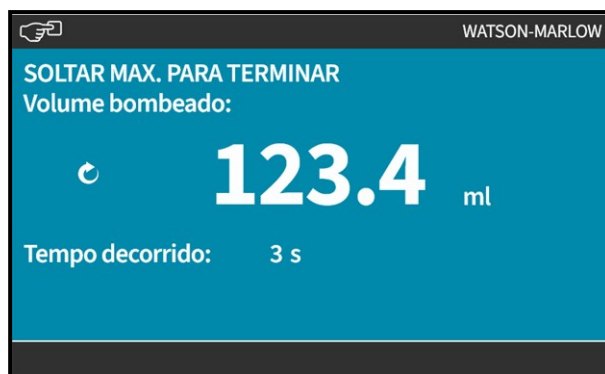 WATSON-MARLOW
SOLTAR MAX. PARA TERMINAR
Volume bombeado:
123.4 ml
Tempo decorrido: 3 s